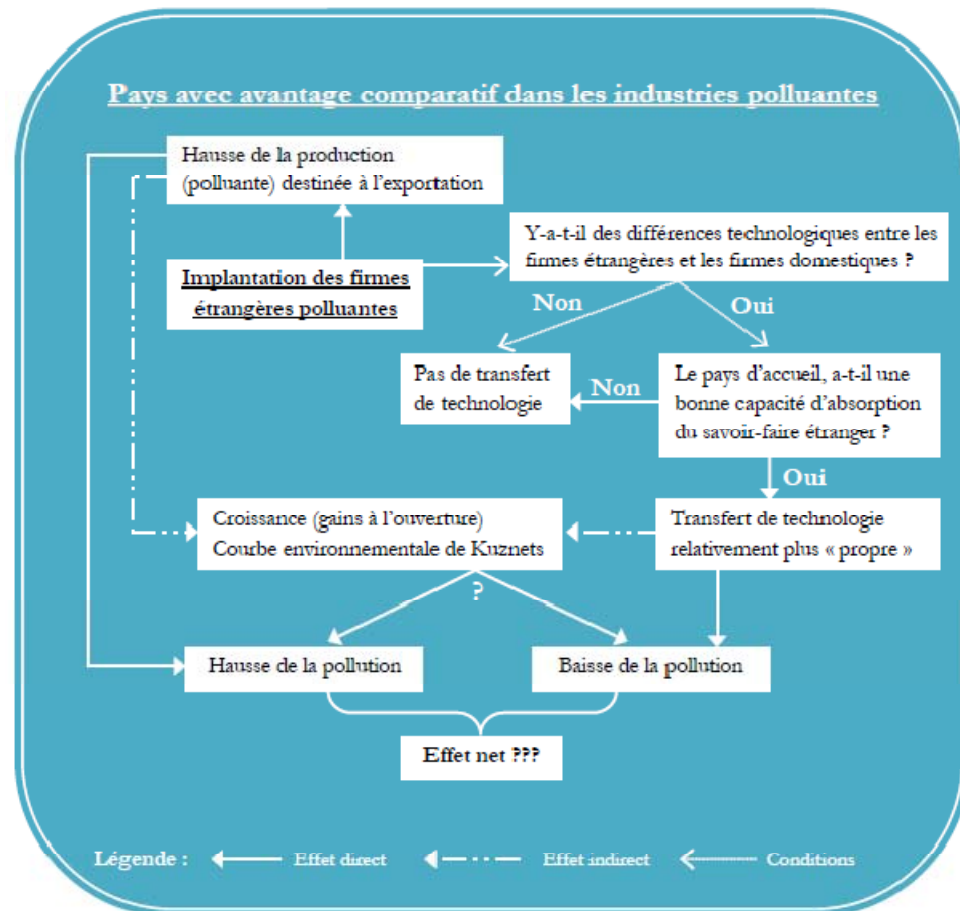 Pays avec avantage comparatif dans les industries polluantes
Hausse de la production
(polluante) destinée à l'exportation
Y-a-t-il des différences technologiques entre les
firmes étrangères et les firmes domestiques ?
Implantation des firmes
étrangères polluantes
Non
Oui
Pas de transfert
de technologie
Non
Le pays d'accueil, a-t-il une
bonne capacité d'absorption
du savoir-faire étranger ?
Oui
Croissance (gains à l'ouverture)
Courbe environnementale de Kuznets
Transfert de technologie
relativement plus « propre »
?
Hausse de la pollution
Baisse de la pollution
Effet net ???
Légende :
Effet direct
Effet indirect
Conditions